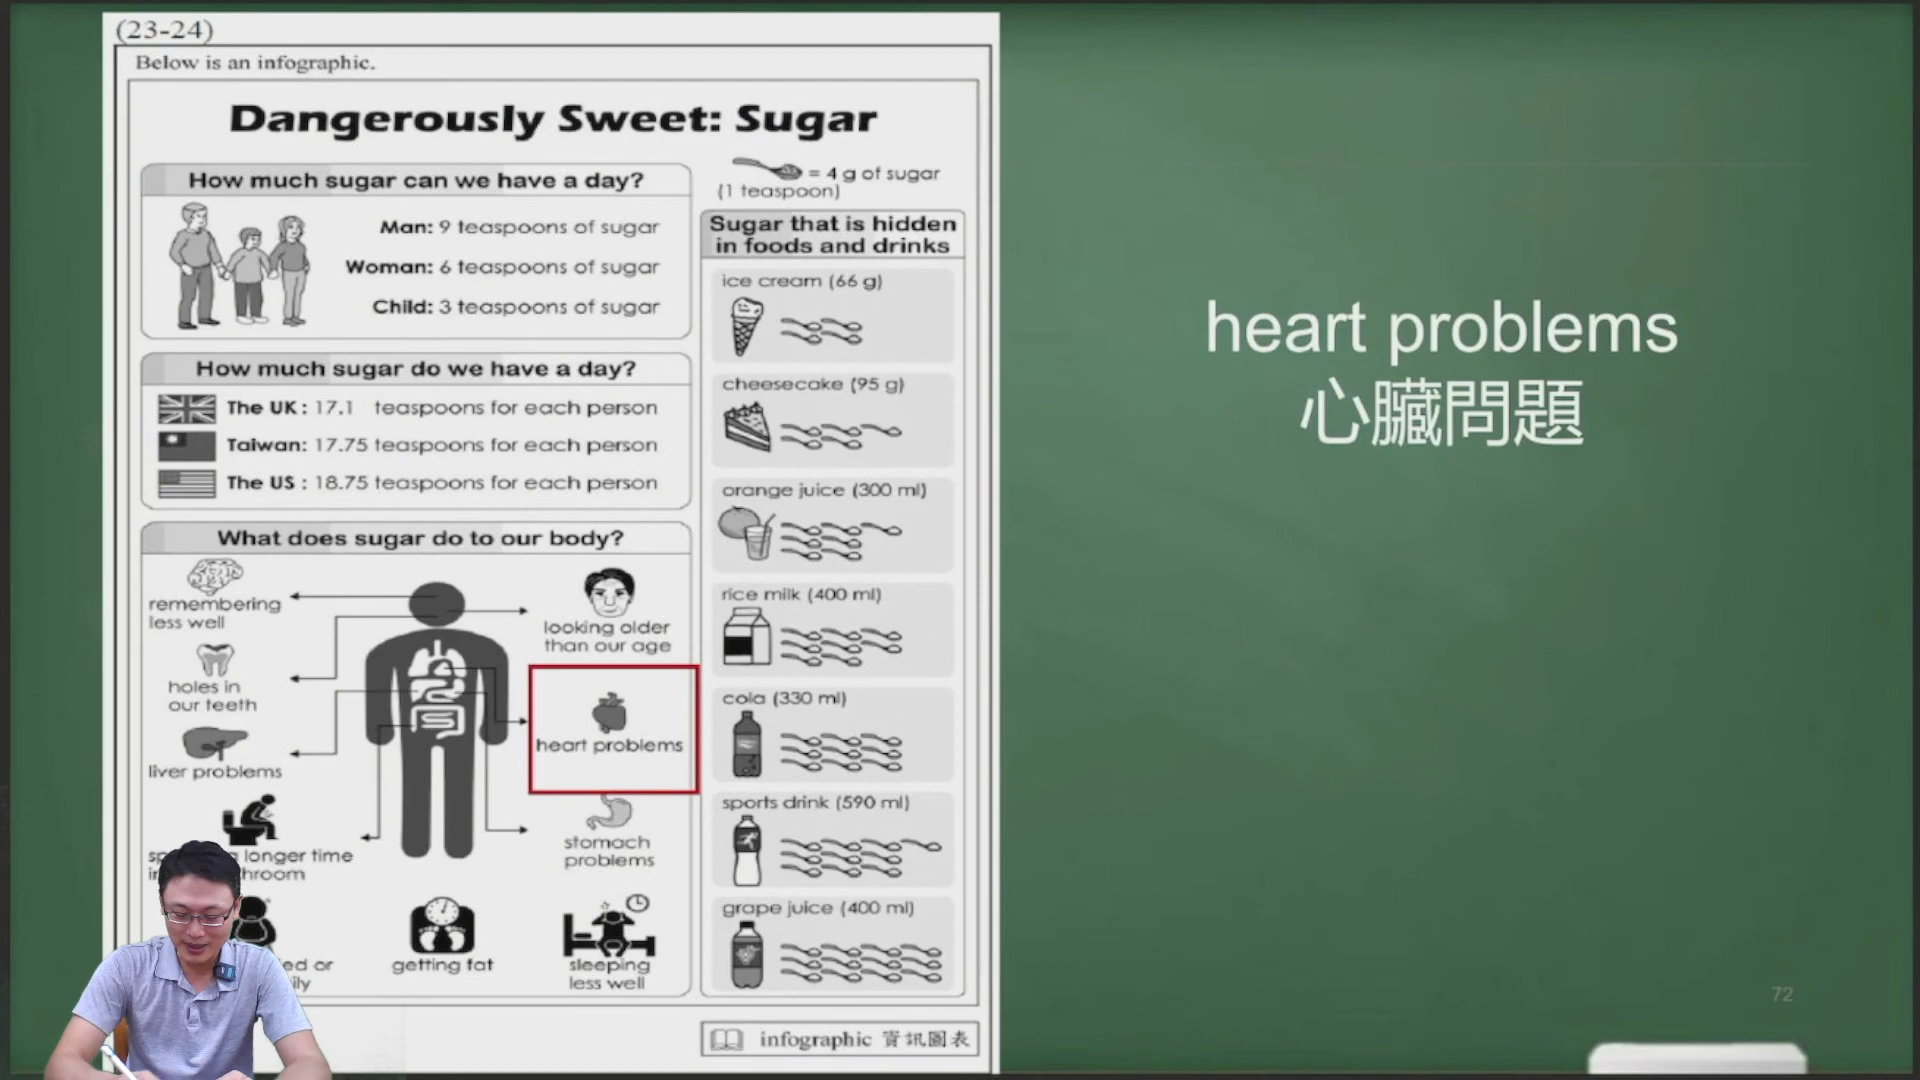 (23-24)
Below is an infographic.
Dangerously Sweet: Sugar
How much sugar can we have a day?
Man: 9 teaspoons of sugar
Woman: 6 teaspoons of sugar
Child: 3 teaspoons of sugar
How much sugar do we have a day?
The UK : 17.1 teaspoons for each person
Taiwan: 17.75 teaspoons for each person
The US : 18.75 teaspoons for each person
What does sugar do to our body?
remembering
less well
holes in
our teeth
liver problems
longer time
looking older
than our age
heart problems
stomach
problems
getting fat
sleeping
less well
= 4 g of sugar
(1 teaspoon)
Sugar that is hidden
in foods and drinks
ice cream (66 g)
cheesecake (95 g)
orange juice (300 ml)
rice milk (400 ml)
cola (330 ml)
sports drink (590 ml)
grape juice (400 ml)
infographic 資訊圖表
heart problems
心臟問題
72